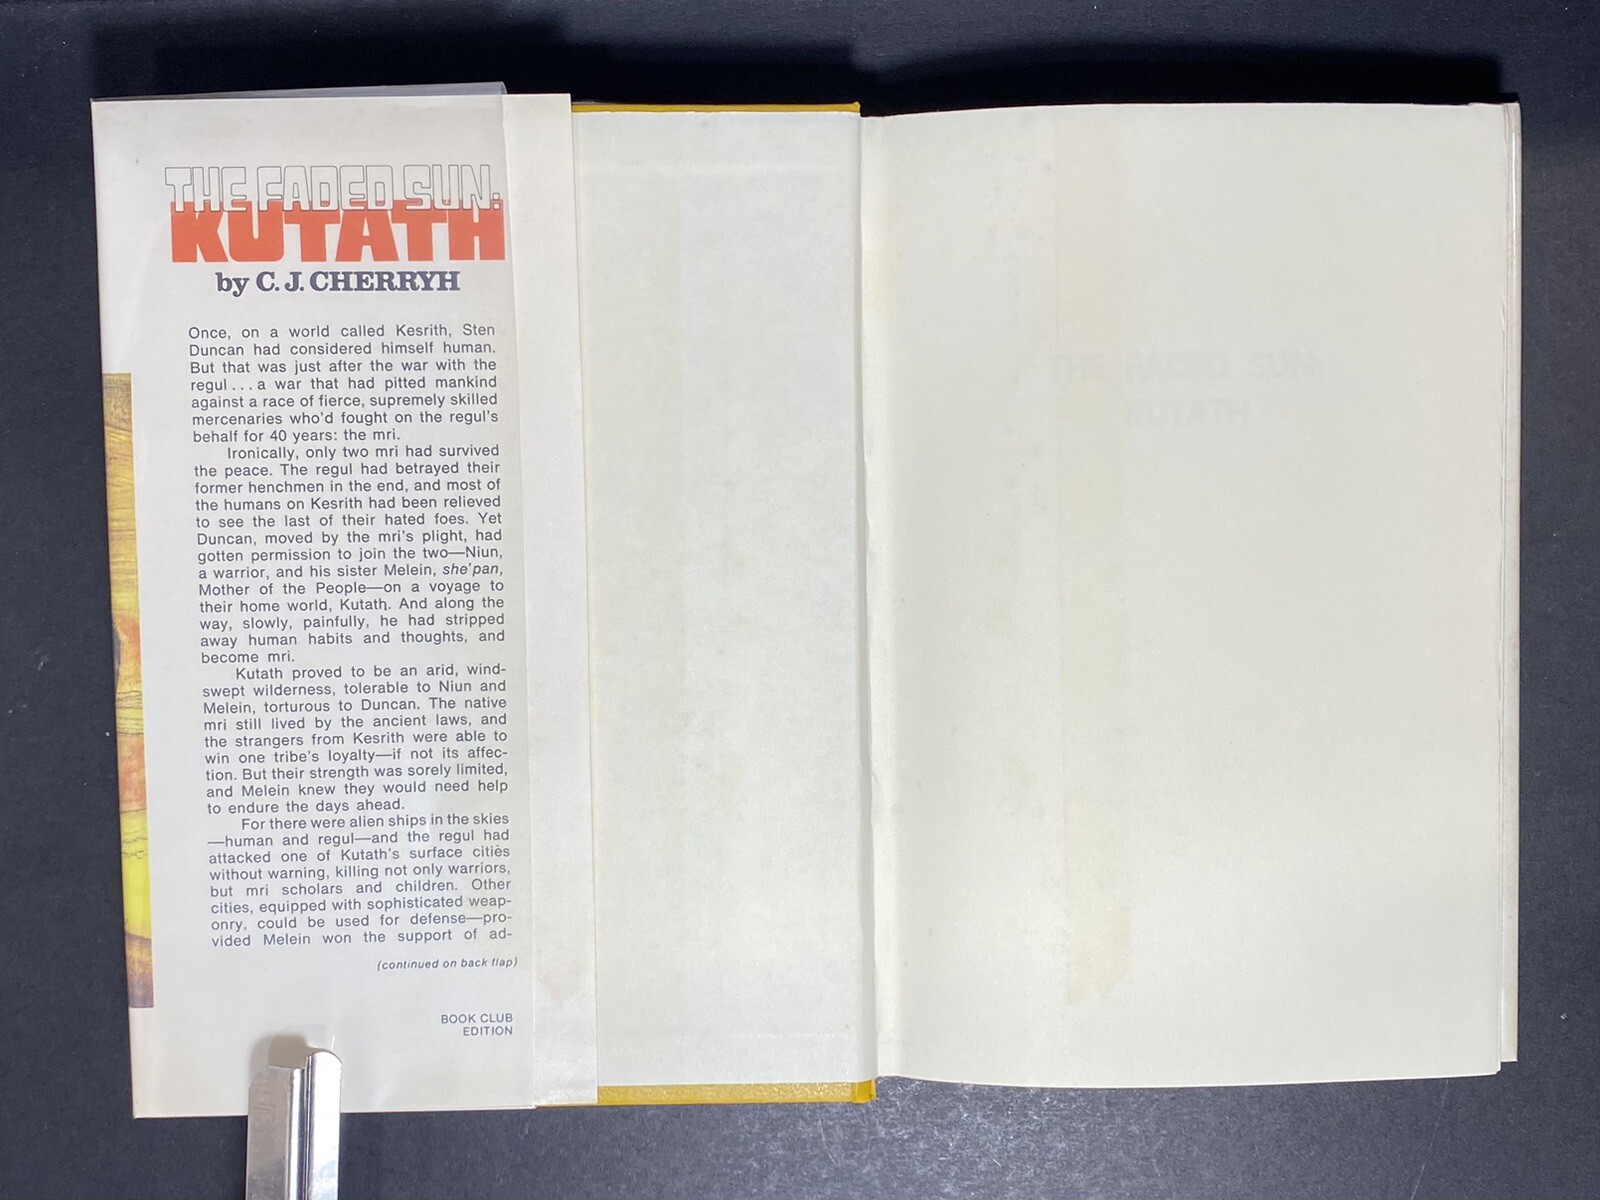 THE FADED SUN:
KUTATH
by C. J. CHERRYH
Once, on a world called Kesrith, Sten
Duncan had considered himself human.
But that was just after the war with the
regul . . . a war that had pitted mankind
against a race of fierce, supremely skilled
mercenaries who'd fought on the regul's
behalf for 40 years: the mri.
Ironically, only two mri had survived
the peace. The regul had betrayed their
former henchmen in the end, and most of
the humans on Kesrith had been relieved
to see the last of their hated foes. Yet
Duncan, moved by the mri's plight, had
gotten permission to join the two—Niun,
a warrior, and his sister Melein, she'pan,
Mother of the People—on a voyage to
their home world, Kutath. And along the
way, slowly, painfully, he had stripped
away human habits and thoughts, and
become mri.
Kutath proved to be an arid, wind-
swept wilderness, tolerable to Niun and
Melein, torturous to Duncan. The native
mri still lived by the ancient laws, and
the strangers from Kesrith were able to
win one tribe's loyalty—if not its affec-
tion. But their strength was sorely limited,
and Melein knew they would need help
to endure the days ahead.
For there were alien ships in the skies
—human and regul—and the regul had
attacked one of Kutath's surface cities
without warning, killing not only warriors,
but mri scholars and children. Other
cities, equipped with sophisticated weap-
onry, could be used for defense—pro-
vided Melein won the support of ad-
(continued on back flap)
BOOK CLUB
EDITION
THE FADED SUN:
KUTATH